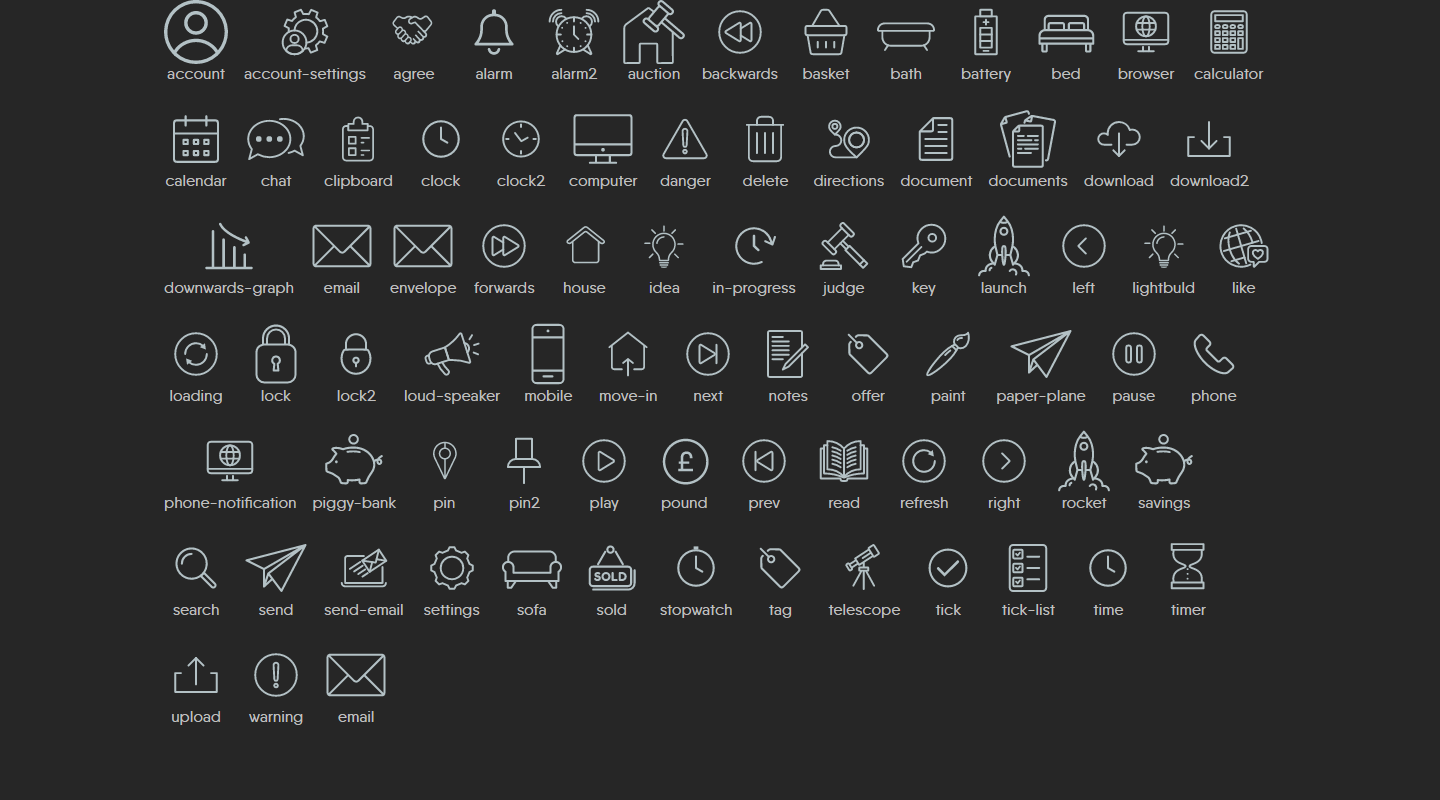 account account-settings agree alarm alarm2 auction backwards basket bath battery bed browser calculator
calendar chat clipboard clock clock2 computer danger delete directions document documents download download2
downwards-graph email envelope forwards house idea in-progress judge key launch left lightbuld like
£
loading lock lock2 loud-speaker mobile move-in next notes offer paint paper-plane pause phone
phone-notification piggy-bank pin pin2 play pound prev read refresh right rocket savings
SOLD
search send send-email settings sofa sold stopwatch tag telescope tick tick-list time timer
upload warning email